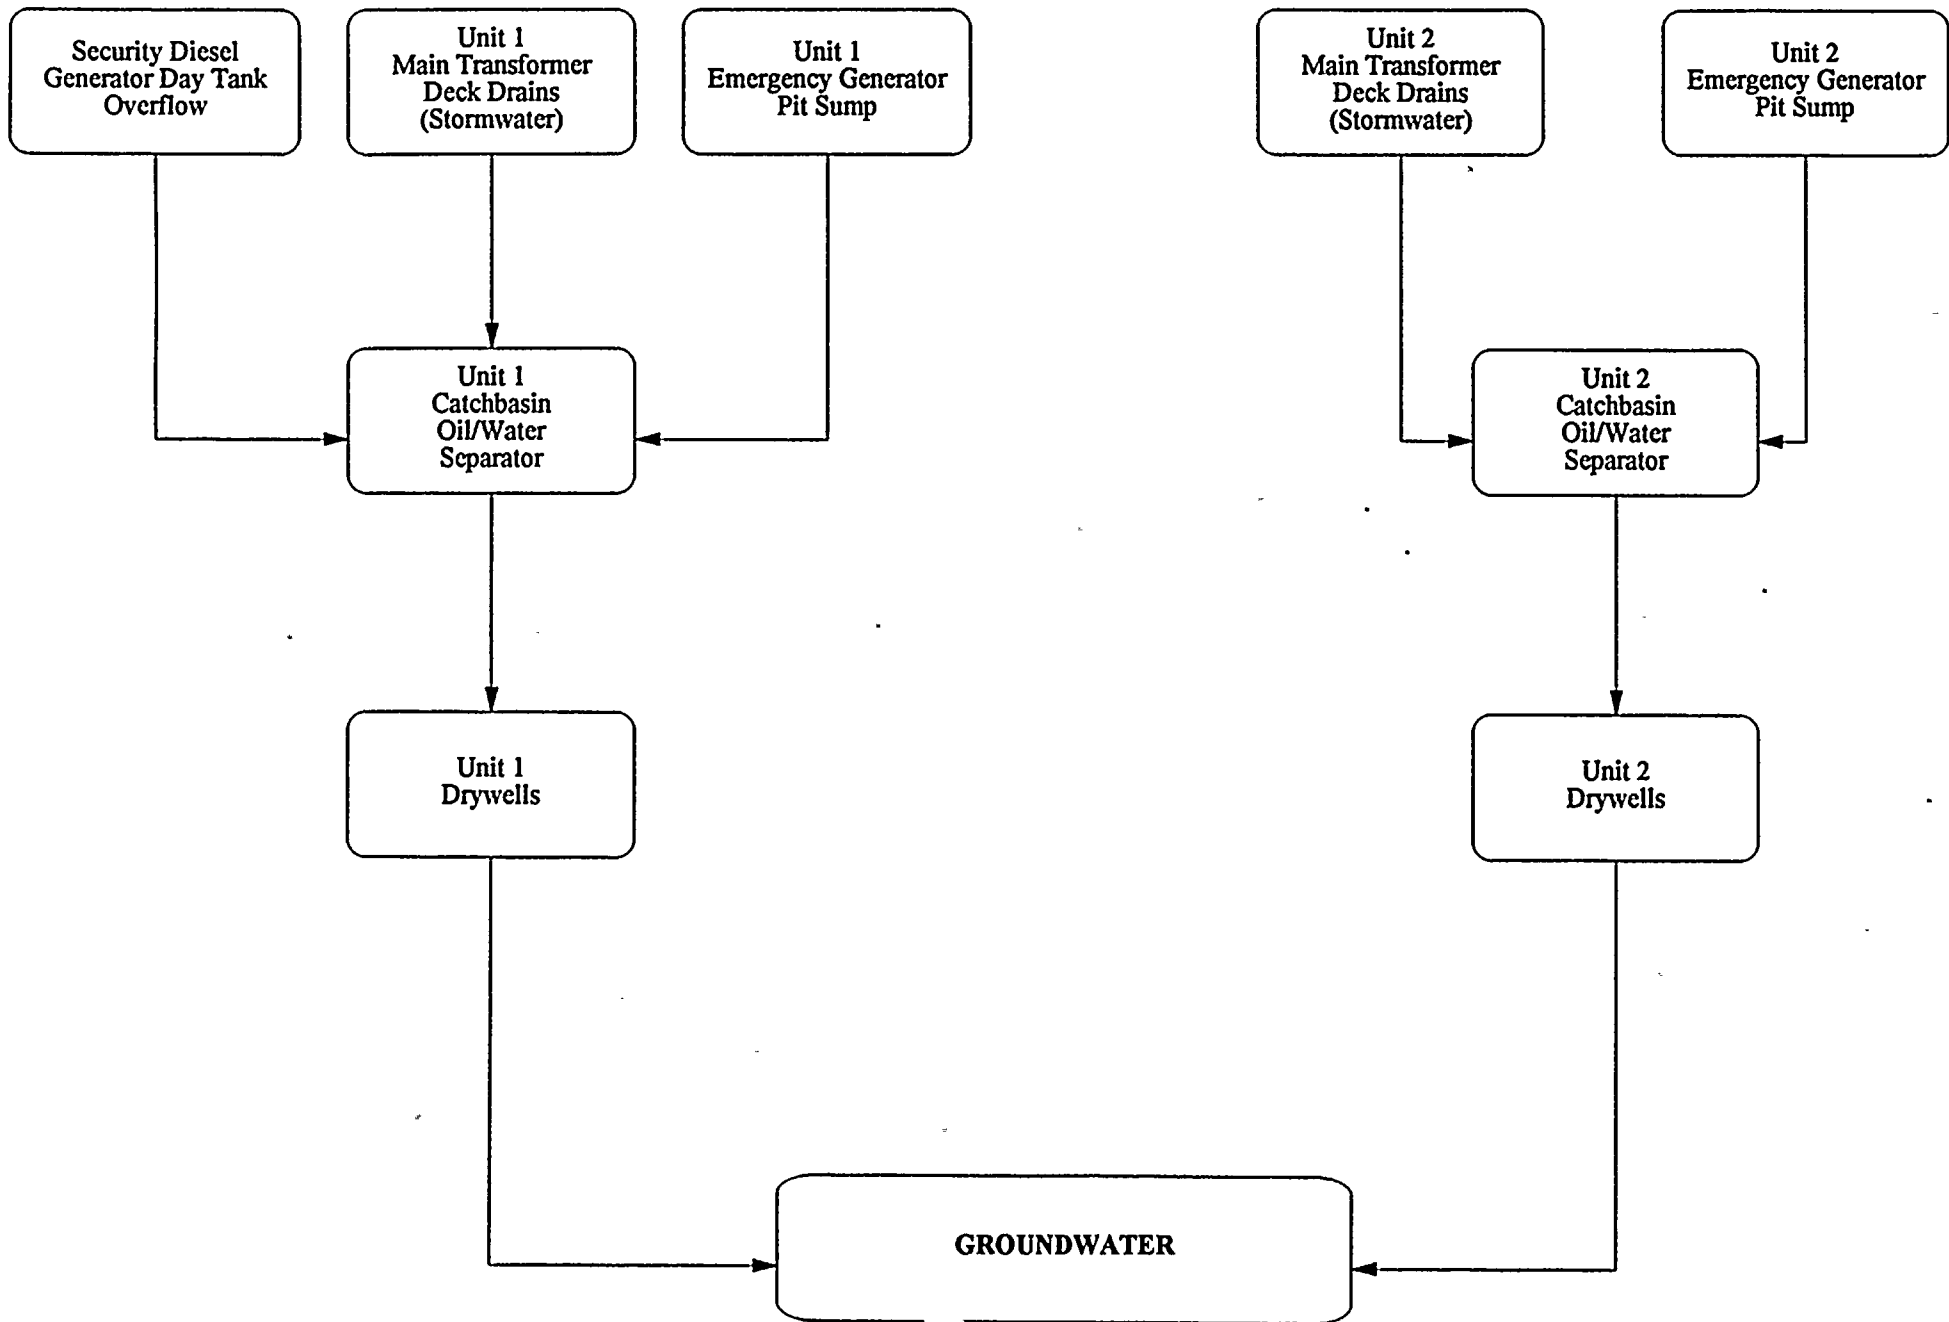 Security Diesel
Generator Day Tank
Overflow
Unit 1
Main Transformer
Deck Drains
(Stormwater)
Unit 1
Emergency Generator
Pit Sump
Unit 2
Main Transformer
Deck Drains
(Stormwater)
Unit 2
Emergency Generator
Pit Sump
Unit 1
Catchbasin
Oil/Water
Separator
Unit 2
Catchbasin
Oil/Water
Separator
Unit 1
Drywells
Unit 2
Drywells
GROUNDWATER